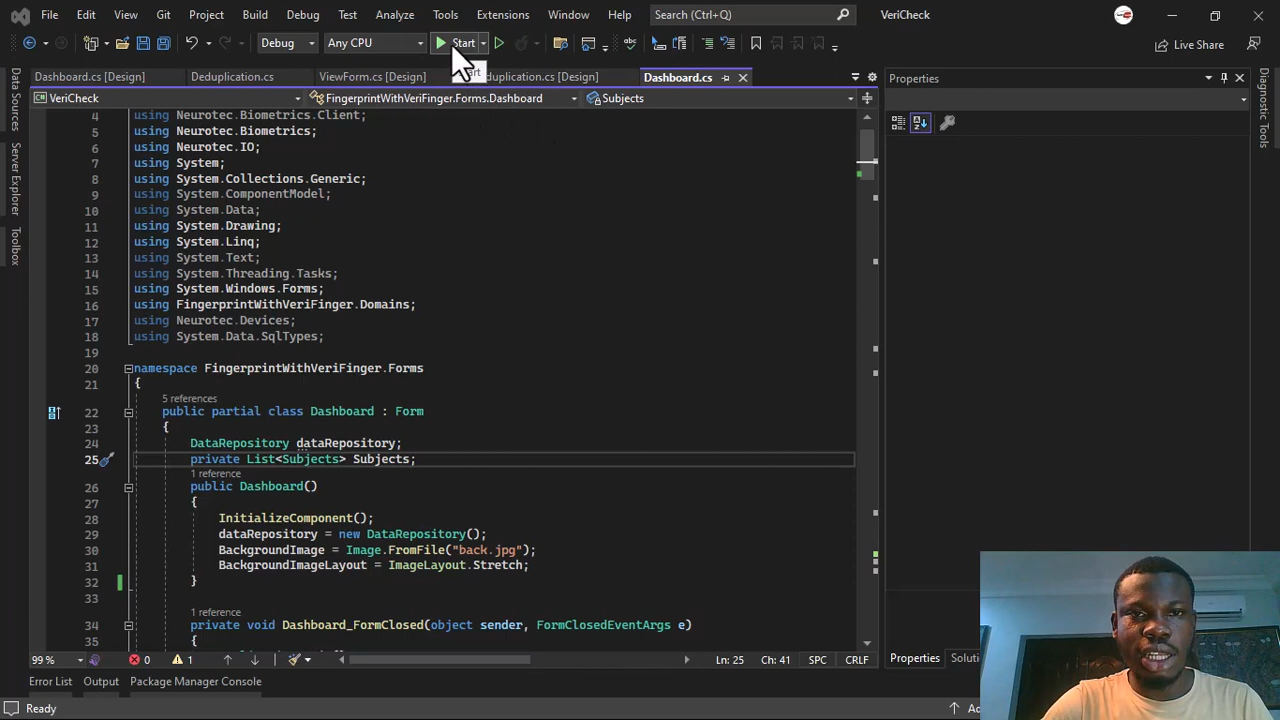 File Edit View Git Project Build Debug Test Analyze Tools Extensions Window Help Search (Ctrl+Q) VeriCheck
Debug Any CPU Start Live Share
Dashboard.cs [Design] Deduplication.cs ViewForm.cs [Design] duplication.cs [Design] Dashboard.cs
VeriCheck FingerprintWithVeriFinger.Forms.Dashboard Subjects
Properties
Data Sources
Server Explorer
Toolbox
Diagnostic Tools
4 using Neurotec.Biometrics.Client;
5 using Neurotec.Biometrics;
6 using Neurotec.IO;
7 using System;
8 using System.Collections.Generic;
9 using System.ComponentModel;
10 using System.Data;
11 using System.Drawing;
12 using System.Linq;
13 using System.Text;
14 using System.Threading.Tasks;
15 using System.Windows.Forms;
16 using FingerprintWithVeriFinger.Domains;
17 using Neurotec.Devices;
18 using System.Data.SqlTypes;
19
20 namespace FingerprintWithVeriFinger.Forms
21 {
5 references
22 public partial class Dashboard : Form
23 {
24 DataRepository dataRepository;
25 private List<Subjects> Subjects;
1 reference
26 public Dashboard()
27 {
28 InitializeComponent();
29 dataRepository = new DataRepository();
30 BackgroundImage = Image.FromFile("back.jpg");
31 BackgroundImageLayout = ImageLayout.Stretch;
32 }
33
1 reference
34 private void Dashboard_FormClosed(object sender, FormClosedEventArgs e)
35 {
99 % 0 1 Ln: 25 Ch: 41 SPC CRLF
Properties
Error List Output Package Manager Console
Ready